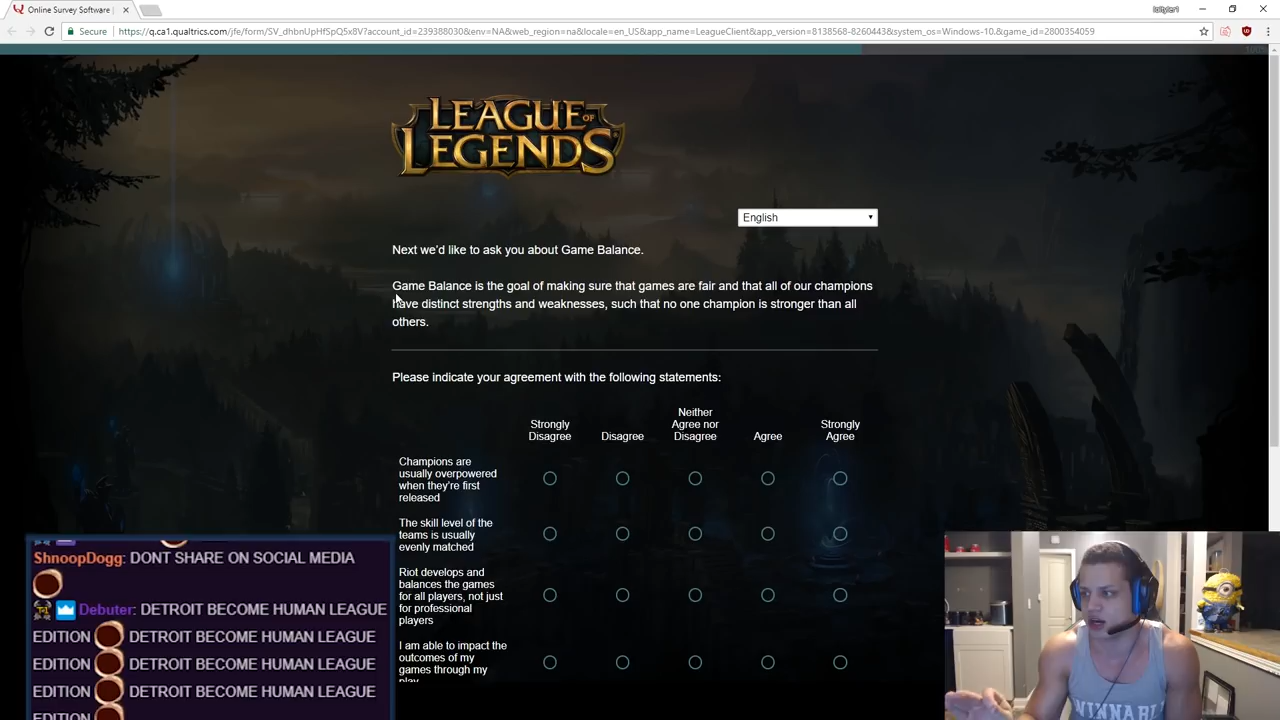 Online Survey Software |
loltyler1
Secure
https://q.ca1.qualtrics.com/jfe/form/SV_dhbnUpHfSpQ5x8V?account_id=239388030&env=NA&web_region=na&locale=en_US&app_name=LeagueClient&app_version=8138568-8260443&system_os=Windows-10.&game_id=2800354059
100%
LEAGUE OF
LEGENDS
English
Next we'd like to ask you about Game Balance.
Game Balance is the goal of making sure that games are fair and that all of our champions
have distinct strengths and weaknesses, such that no one champion is stronger than all
others.
Please indicate your agreement with the following statements:
Strongly Disagree
Disagree
Neither Agree nor Disagree
Agree
Strongly Agree
Champions are
usually overpowered
when they're first
released
The skill level of the
teams is usually
evenly matched
Riot develops and
balances the games
for all players, not just
for professional
players
I am able to impact the
outcomes of my
games through my
play
ShnoopDogg: DONT SHARE ON SOCIAL MEDIA
Debuter: DETROIT BECOME HUMAN LEAGUE
EDITION DETROIT BECOME HUMAN LEAGUE
EDITION DETROIT BECOME HUMAN LEAGUE
EDITION DETROIT BECOME HUMAN LEAGUE
EDITION